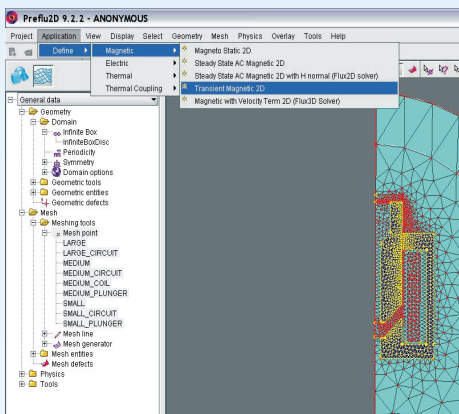 Preflu2D 9.2.2 - ANONYMOUS
Project Application View Display Select Geometry Mesh Physics Overlay Tools Help
Define Magnetic Magneto Static 2D
Electric Steady State AC Magnetic 2D
Thermal Steady State AC Magnetic 2D with H normal (Flux2D solver)
Thermal Coupling Transient Magnetic 2D
Magnetic with Velocity Term 2D (Flux3D Solver)
General data
Geometry
Domain
Infinite Box
InfiniteBoxDisc
Periodicity
Symmetry
Domain options
Geometric tools
Geometric entities
Geometric defects
Mesh
Meshing tools
Mesh point
LARGE
LARGE_CIRCUIT
MEDIUM
MEDIUM_CIRCUIT
MEDIUM_COIL
MEDIUM_PLUNGER
SMALL
SMALL_CIRCUIT
SMALL_PLUNGER
Mesh line
Mesh generator
Mesh entities
Mesh defects
Physics
Tools